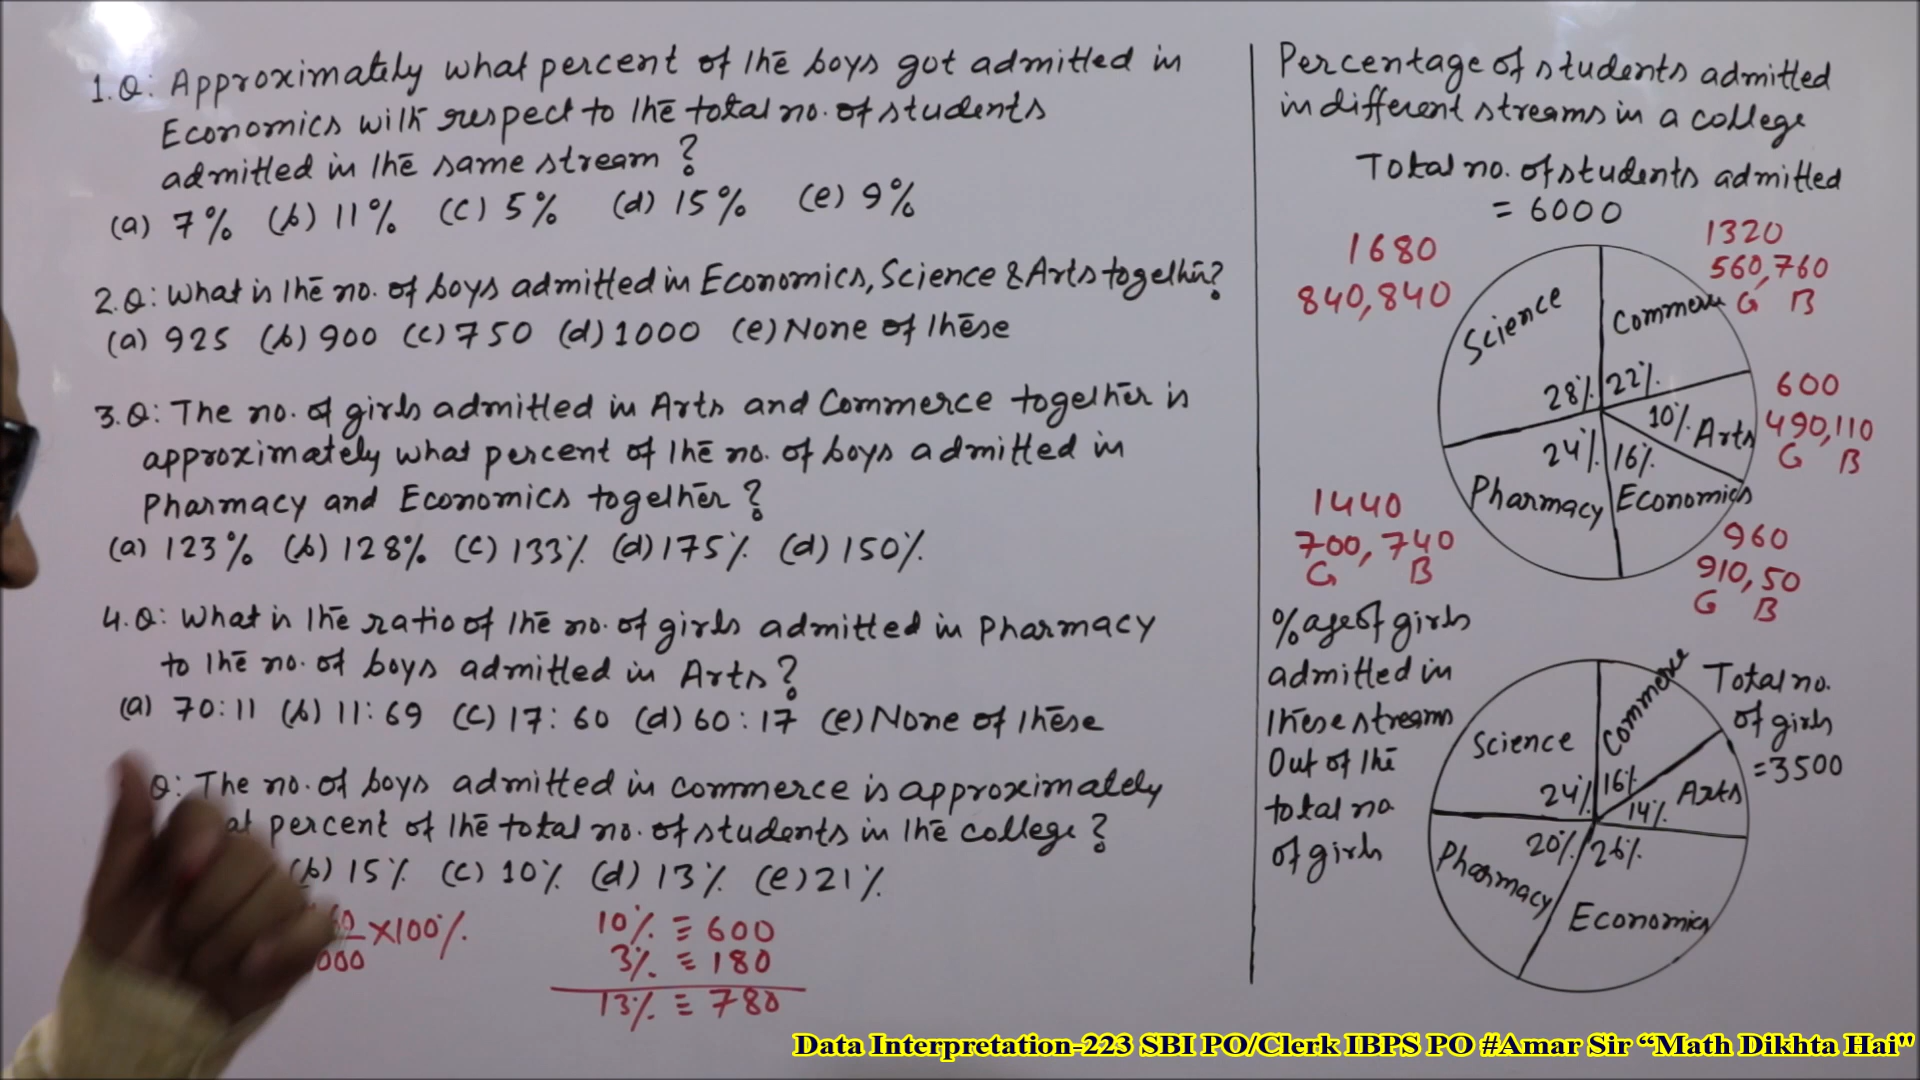 1.Q: Approximately what percent of the boys got admitted in
Economics with respect to the total no. of students
admitted in the same stream?
(a) 7% (b) 11% (c) 5% (d) 15% (e) 9%
2.Q: What is the no. of boys admitted in Economics, Science & Arts together?
(a) 925 (b) 900 (c) 750 (d) 1000 (e) None of these
3.Q: The no. of girls admitted in Arts and Commerce together is
approximately what percent of the no. of boys admitted in
Pharmacy and Economics together?
(a) 123% (b) 128% (c) 133% (d) 175% (d) 150%
4.Q: What is the ratio of the no. of girls admitted in Pharmacy
to the no. of boys admitted in Arts?
(a) 70:11 (b) 11:69 (c) 17:60 (d) 60:17 (e) None of these
Q: The no. of boys admitted in commerce is approximately
percent of the total no. of students in the college?
(b) 15% (c) 10% (d) 13% (e) 21%
×100%
10% ≡ 600
3% ≡ 180
13% ≡ 780
Percentage of students admitted
in different streams in a college
Total no. of students admitted
= 6000
1680
840, 840
1320
560, 760
G B
Science
Commerce
28% 22%
600
10% Arts
490, 110
G B
24% 16%
Pharmacy Economics
1440
700, 740
G B
960
910, 50
G B
%age of girls
admitted in
these streams
Out of the
total no
of girls
Total no.
of girls
=3500
Science
Commerce
24% 16%
14% Arts
20% 26%
Pharmacy
Economics
Data Interpretation-223 SBI PO/Clerk IBPS PO #Amar Sir “Math Dikhta Hai"